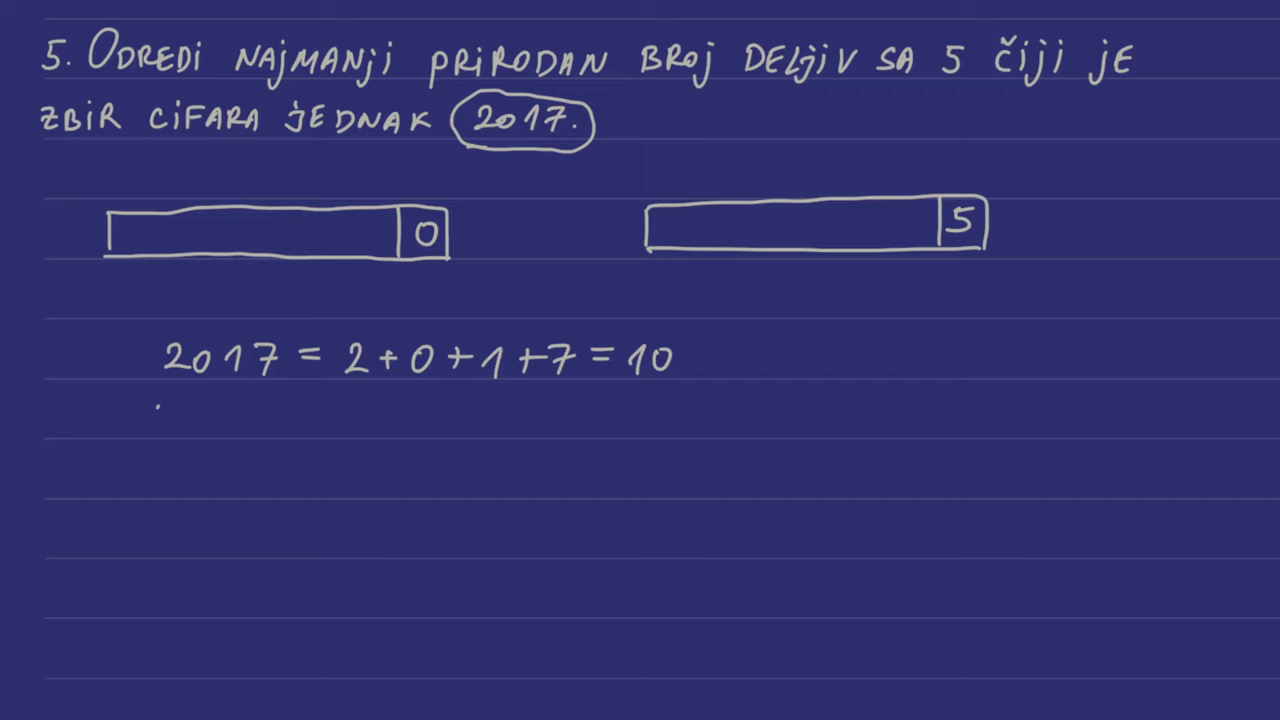 5. ODREDI NAJMANJI PRIRODAN BROJ DELJIV SA 5 ČIJI JE
ZBIR CIFARA JEDNAK 2017.
0
5
2017 = 2+0+1+7=10